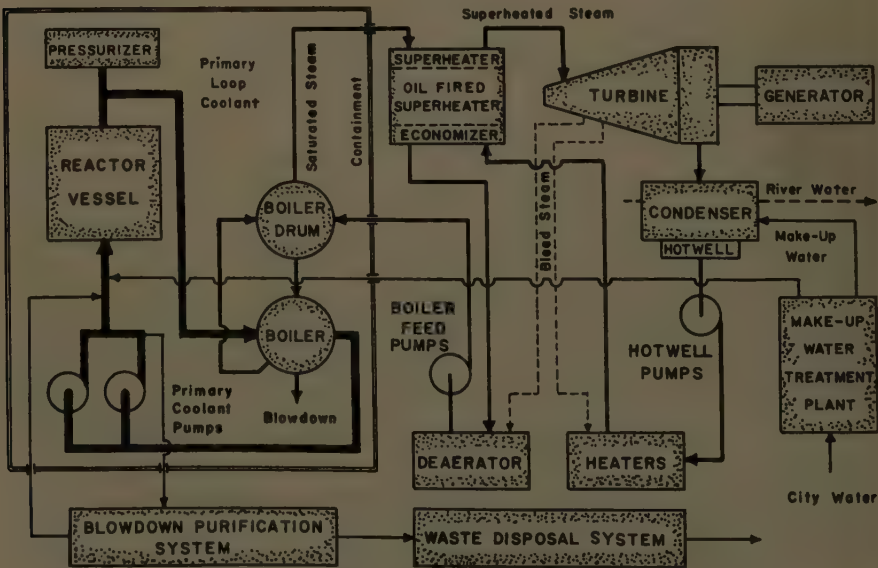 Superheated Steam
PRESSURIZER
Primary
Loop
Coolant
Saturated Steam
Containment
SUPERHEATER
OIL FIRED
SUPERHEATER
ECONOMIZER
TURBINE
GENERATOR
REACTOR
VESSEL
BOILER
DRUM
Bleed Steam
River Water
CONDENSER
HOTWELL
Make-Up
Water
BOILER
FEED
PUMPS
BOILER
HOTWELL
PUMPS
MAKE-UP
WATER
TREATMENT
PLANT
Primary
Coolant
Pumps
Blowdown
DEAERATOR
HEATERS
City Water
BLOWDOWN PURIFICATION
SYSTEM
WASTE DISPOSAL SYSTEM